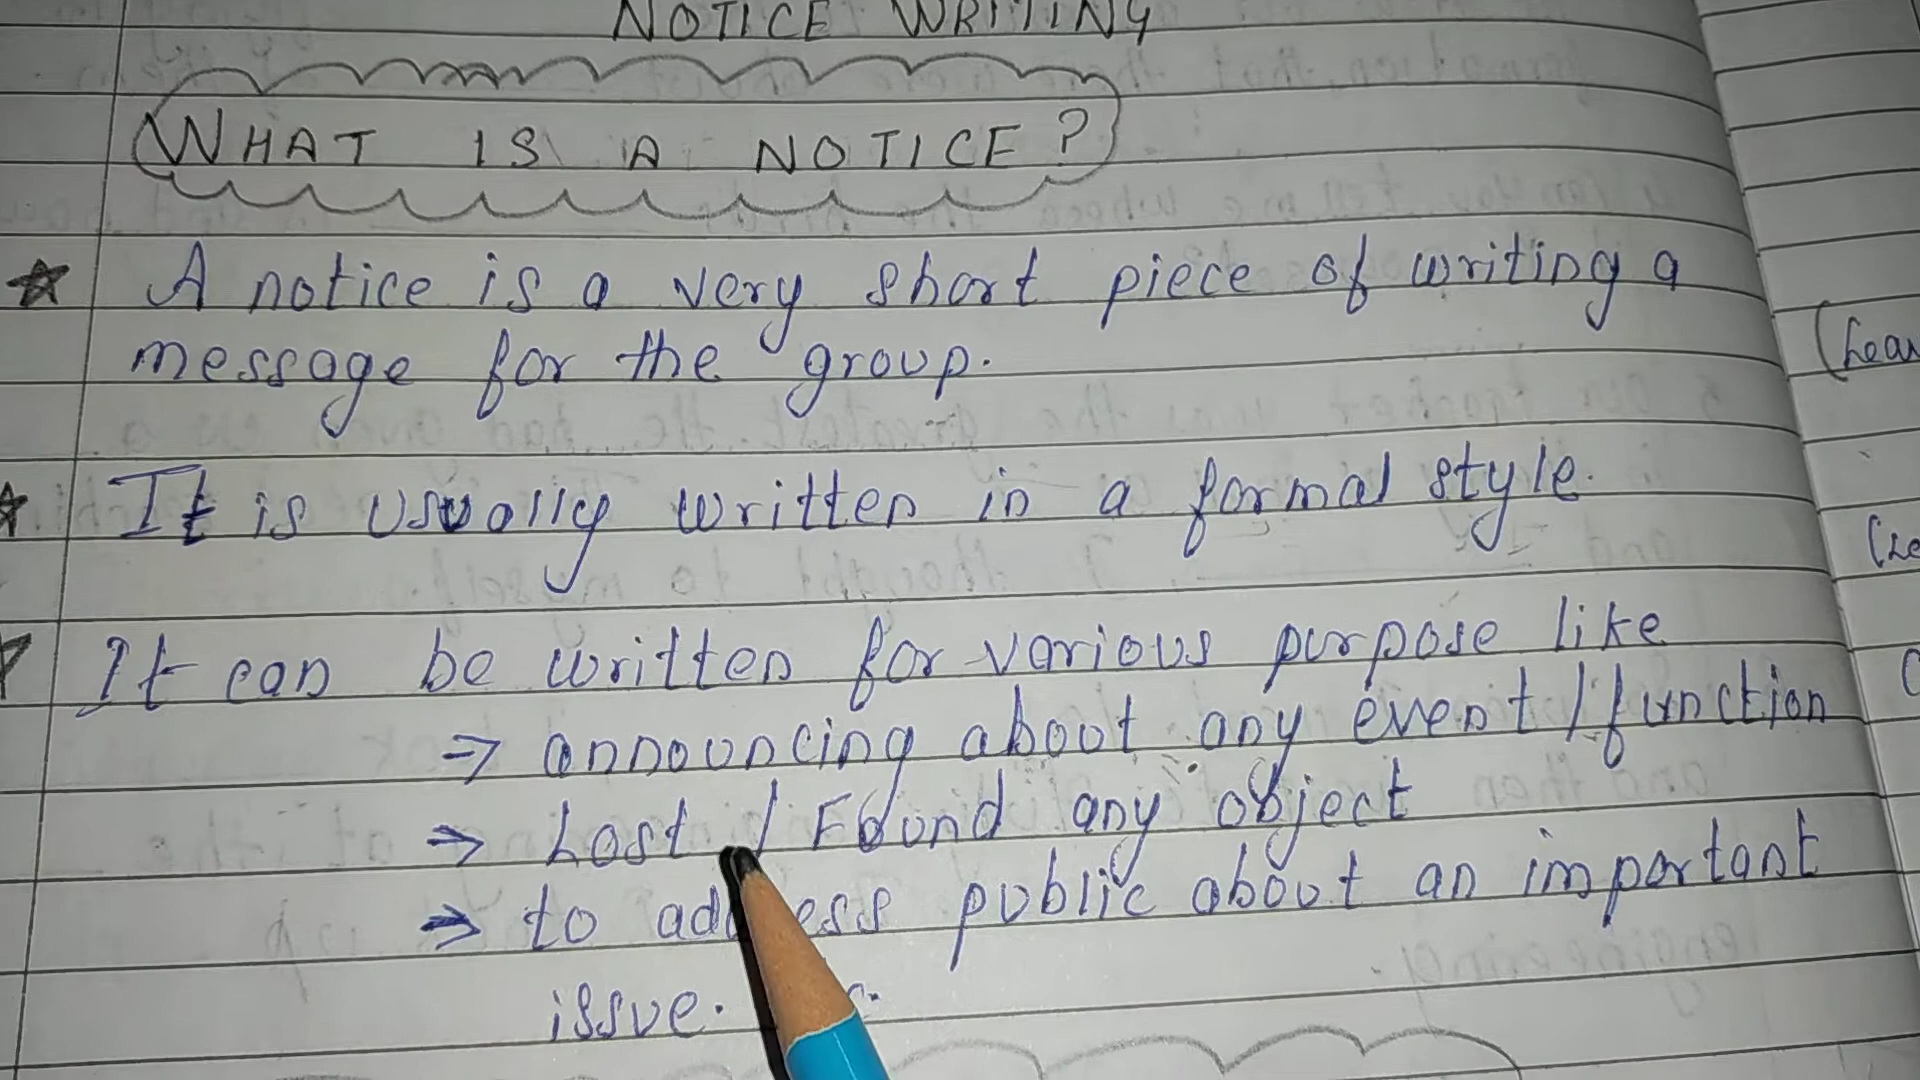 NOTICE WRITING
WHAT IS A NOTICE?
A notice is a very short piece of writing a
message for the group.
It is usually written in a formal style.
It can be written for various purpose like
⇒ announcing about any event / function
⇒ Lost / Found any object
⇒ to address public about an important
issue.